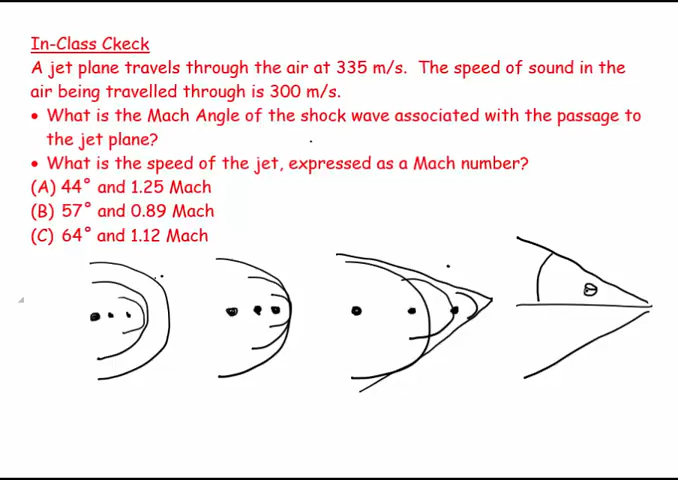 In-Class Ckeck
A jet plane travels through the air at 335 m/s. The speed of sound in the
air being travelled through is 300 m/s.
• What is the Mach Angle of the shock wave associated with the passage to
the jet plane?
• What is the speed of the jet, expressed as a Mach number?
(A) 44° and 1.25 Mach
(B) 57° and 0.89 Mach
(C) 64° and 1.12 Mach